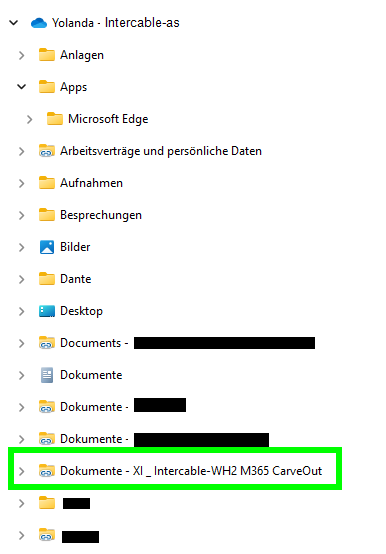 Yolanda - Intercable-as
Anlagen
Apps
Microsoft Edge
Arbeitsverträge und persönliche Daten
Aufnahmen
Besprechungen
Bilder
Dante
Desktop
Documents -
Dokumente
Dokumente -
Dokumente -
Dokumente - XI _ Intercable-WH2 M365 CarveOut